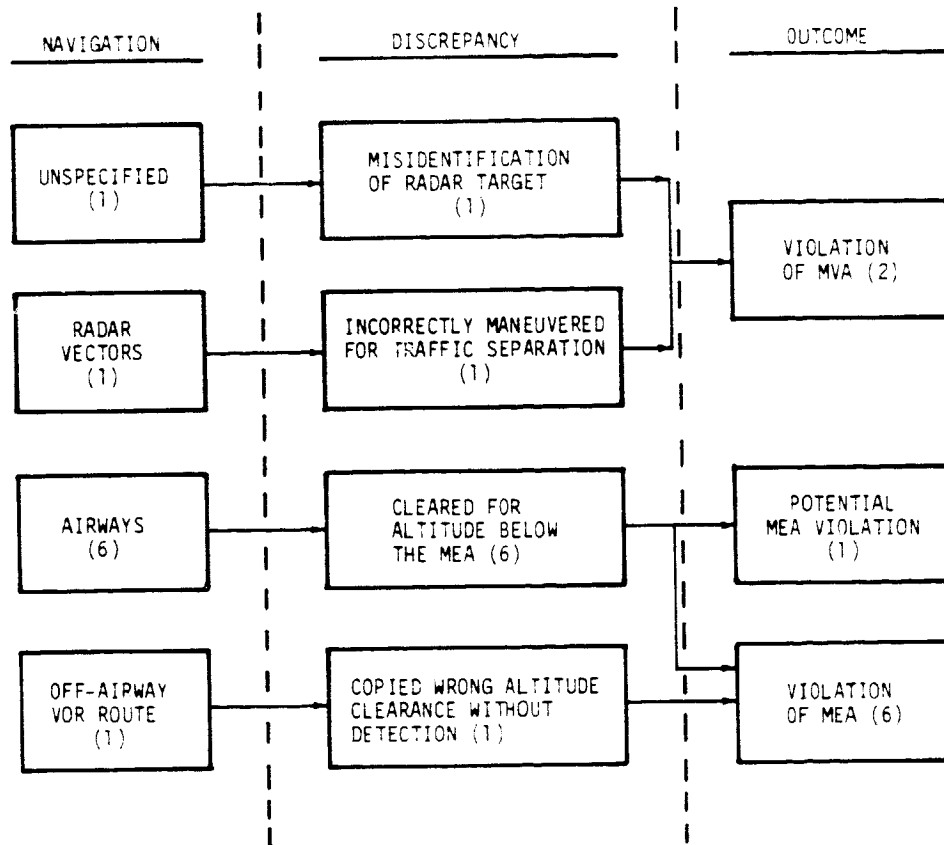 NAVIGATION
DISCREPANCY
OUTCOME
UNSPECIFIED
(1)
MISIDENTIFICATION
OF RADAR TARGET
(1)
VIOLATION
OF MVA (2)
RADAR
VECTORS
(1)
INCORRECTLY MANEUVERED
FOR TRAFFIC SEPARATION
(1)
AIRWAYS
(6)
CLEARED FOR
ALTITUDE BELOW
THE MEA (6)
POTENTIAL
MEA VIOLATION
(1)
OFF-AIRWAY
VOR ROUTE
(1)
COPIED WRONG ALTITUDE
CLEARANCE WITHOUT
DETECTION (1)
VIOLATION
OF MEA (6)